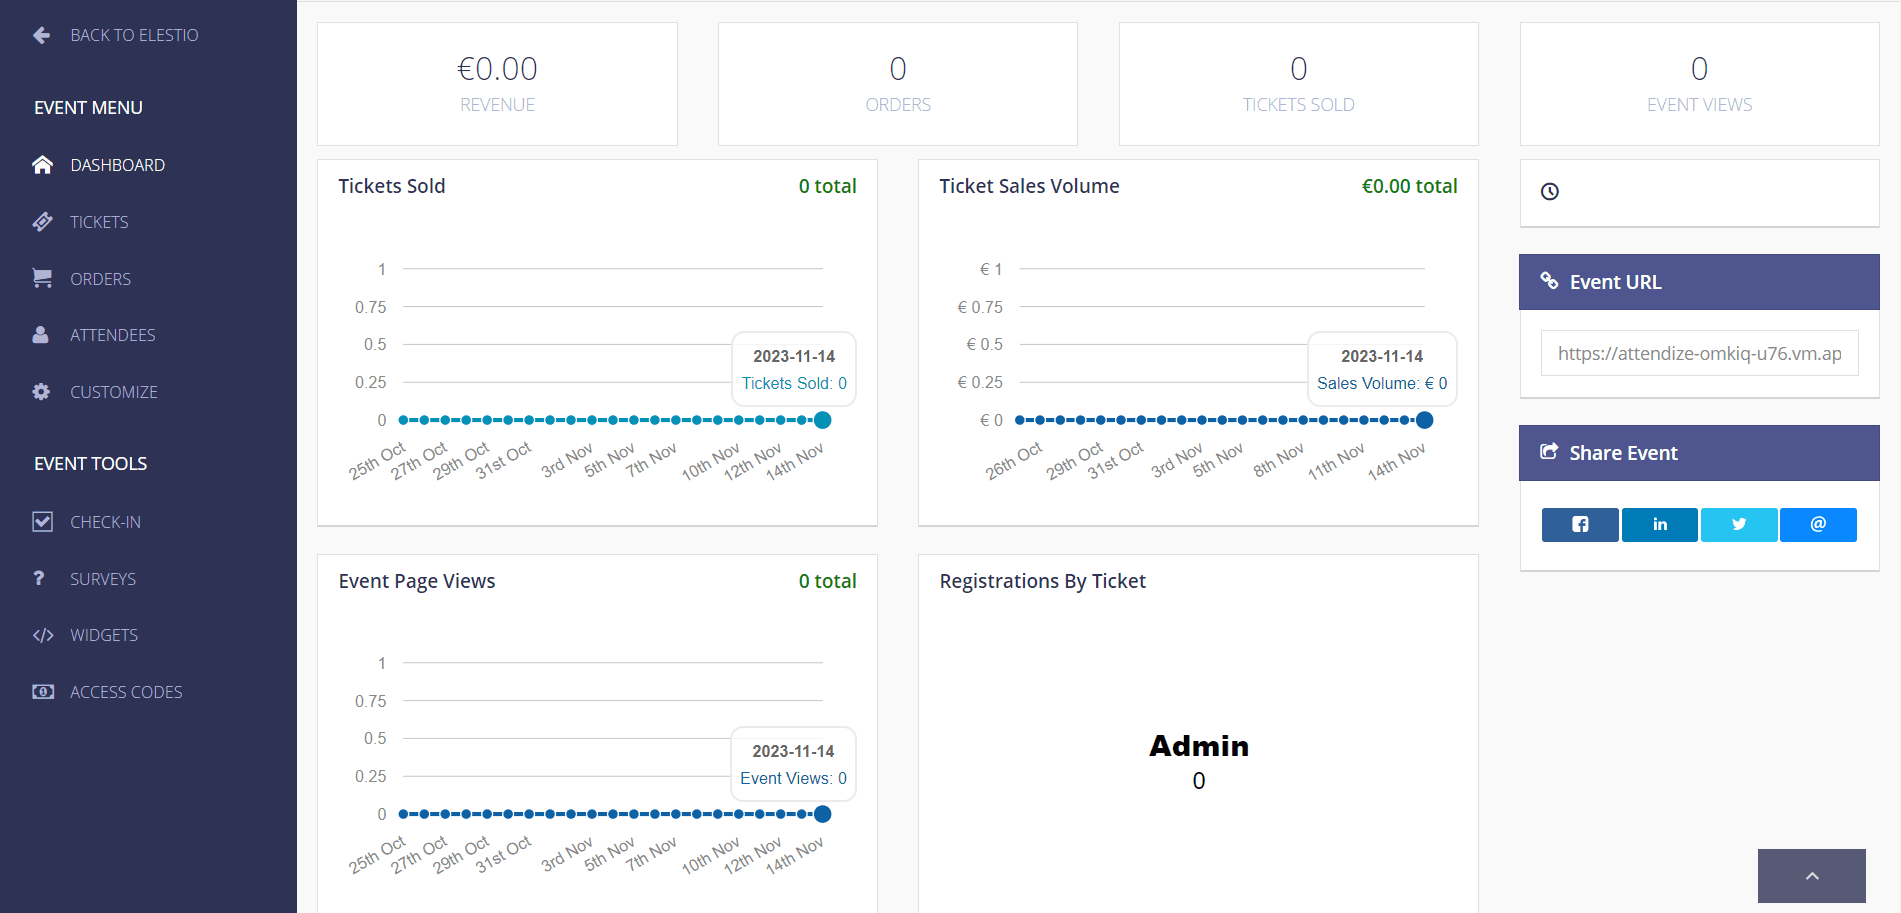 BACK TO ELESTIO
EVENT MENU
DASHBOARD
TICKETS
ORDERS
ATTENDEES
CUSTOMIZE
EVENT TOOLS
CHECK-IN
SURVEYS
WIDGETS
ACCESS CODES
€0.00
REVENUE
0
ORDERS
0
TICKETS SOLD
0
EVENT VIEWS
Tickets Sold 0 total
1
0.75
0.5
0.25
0
2023-11-14
Tickets Sold: 0
25th Oct 27th Oct 29th Oct 31st Oct 3rd Nov 5th Nov 7th Nov 10th Nov 12th Nov 14th Nov
Ticket Sales Volume €0.00 total
€ 1
€ 0.75
€ 0.5
€ 0.25
€ 0
2023-11-14
Sales Volume: € 0
26th Oct 29th Oct 31st Oct 3rd Nov 5th Nov 8th Nov 11th Nov 14th Nov
Event URL
https://attendize-omkiq-u76.vm.ap
Share Event
Event Page Views 0 total
1
0.75
0.5
0.25
0
2023-11-14
Event Views: 0
25th Oct 27th Oct 29th Oct 31st Oct 3rd Nov 5th Nov 7th Nov 10th Nov 12th Nov 14th Nov
Registrations By Ticket
Admin
0